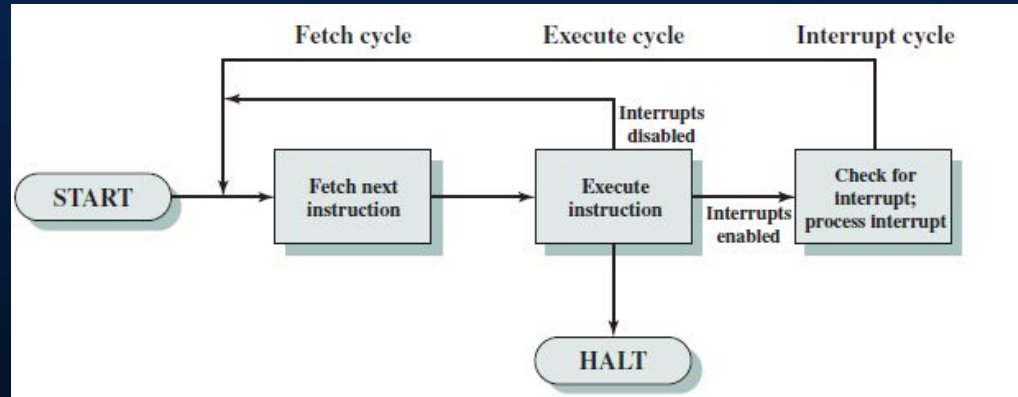 Fetch cycle
Execute cycle
Interrupt cycle
Interrupts
disabled
START
Fetch next
instruction
Execute
instruction
Interrupts
enabled
Check for
interrupt;
process interrupt
HALT